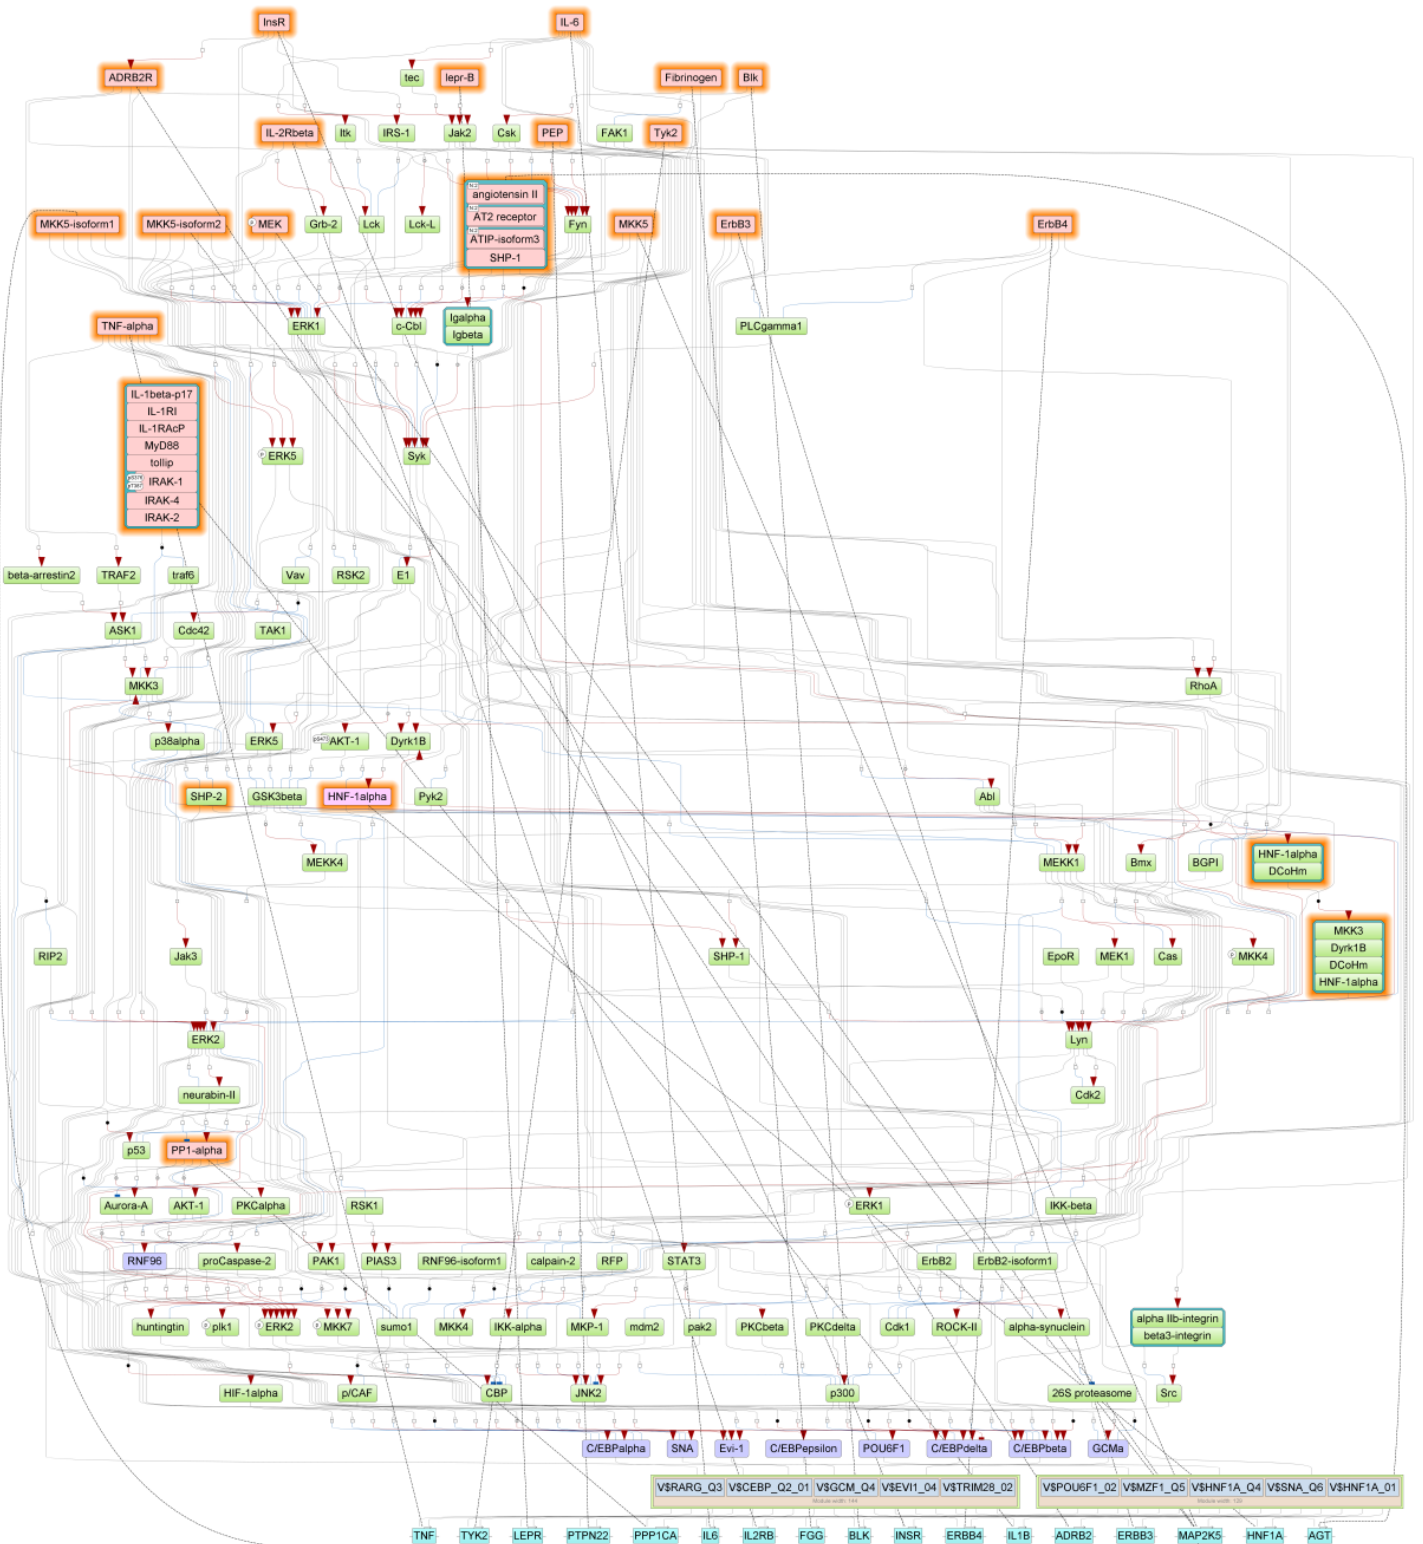 InsR
IL-6
ADRB2R
tec
lepr-B
Fibrinogen
Blk
IL-2Rbeta
Itk
IRS-1
Jak2
Csk
PEP
FAK1
Tyk2
angiotensin II
AT2 receptor
ATIP-isoform3
SHP-1
MKK5-isoform1
MKK5-isoform2
MEK
Grb-2
Lck
Lck-L
Fyn
MKK5
ErbB3
ErbB4
TNF-alpha
ERK1
c-Cbl
Igalpha
Igbeta
PLCgamma1
IL-1beta-p17
IL-1RI
IL-1RAcP
MyD88
tollip
IRAK-1
IRAK-4
IRAK-2
ERK5
Syk
beta-arrestin2
TRAF2
traf6
Vav
RSK2
E1
ASK1
Cdc42
TAK1
MKK3
RhoA
p38alpha
ERK5
AKT-1
Dyrk1B
SHP-2
GSK3beta
HNF-1alpha
Pyk2
Abl
MEKK4
MEKK1
Bmx
BGPI
HNF-1alpha
DCoHm
MKK3
Dyrk1B
DCoHm
HNF-1alpha
RIP2
Jak3
SHP-1
EpoR
MEK1
Cas
MKK4
ERK2
Lyn
neurabin-II
Cdk2
p53
PP1-alpha
Aurora-A
AKT-1
PKCalpha
RSK1
ERK1
IKK-beta
RNF96
proCaspase-2
PAK1
PIAS3
RNF96-isoform1
calpain-2
RFP
STAT3
ErbB2
ErbB2-isoform1
huntingtin
plk1
ERK2
MKK7
sumo1
MKK4
IKK-alpha
MKP-1
mdm2
pak2
PKCbeta
PKCdelta
Cdk1
ROCK-II
alpha-synuclein
alpha IIb-integrin
beta3-integrin
HIF-1alpha
p/CAF
CBP
JNK2
p300
26S proteasome
Src
C/EBPalpha
SNA
Evi-1
C/EBPepsilon
POU6F1
C/EBPdelta
C/EBPbeta
GCMa
V$RARG_Q3
V$CEBP_Q2_01
V$GCM_Q4
V$EVI1_04
V$TRIM28_02
V$POU6F1_02
V$MZF1_Q5
V$HNF1A_Q4
V$SNA_Q6
V$HNF1A_01
TNF
TYK2
LEPR
PTPN22
PPP1CA
IL6
IL2RB
FGG
BLK
INSR
ERBB4
IL1B
ADRB2
ERBB3
MAP2K5
HNF1A
AGT